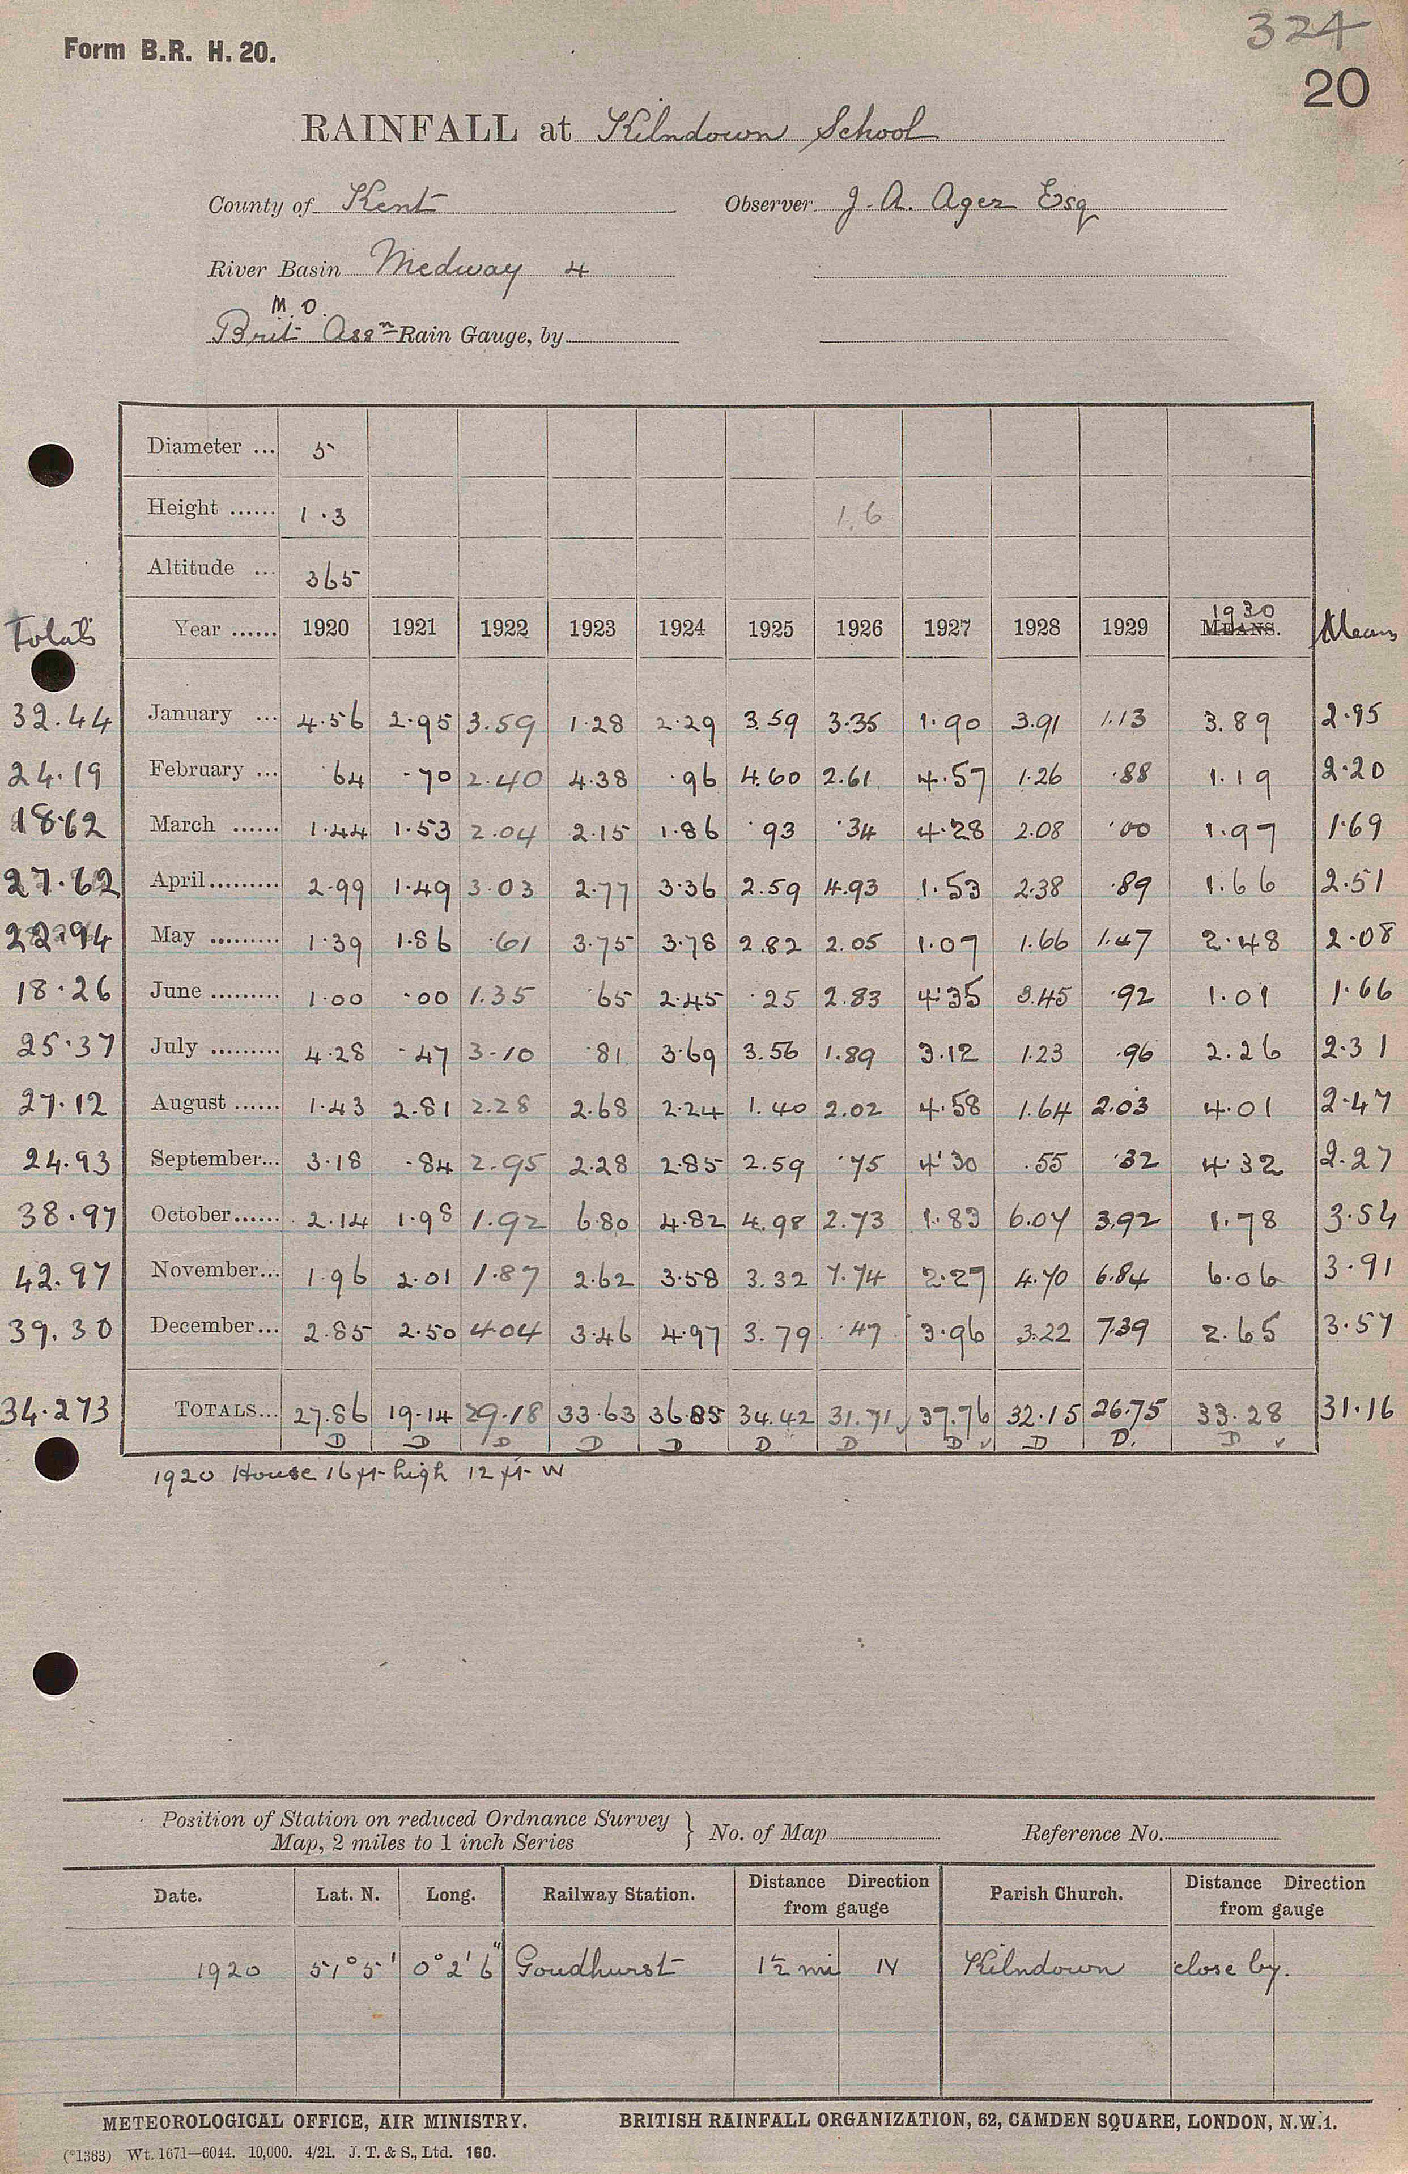 324
Form B.R. H. 20.
20
RAINFALL at Kilndown School
County of Kent Observer J. A. Ager Esq
River Basin Medway 4
M.O.
Brit Assn Rain Gauge, by
Diameter ... 5
Height ...... 1.3 1.6
Altitude ... 365
Totals Year ...... 1920 1921 1922 1923 1924 1925 1926 1927 1928 1929 1930 MEANS. Means
32.44 January ... 4.56 2.95 3.59 1.28 2.29 3.59 3.35 1.90 3.91 1.13 3.89 2.95
24.19 February ... .64 .70 2.40 4.38 .96 4.60 2.61 4.57 1.26 .88 1.19 2.20
18.62 March ...... 1.44 1.53 2.04 2.15 1.86 .93 .34 4.28 2.08 .00 1.97 1.69
27.62 April......... 2.99 1.49 3.03 2.77 3.36 2.59 4.93 1.53 2.38 .89 1.66 2.51
22.94 May ......... 1.39 1.86 .61 3.75 3.78 2.82 2.05 1.07 1.66 1.47 2.48 2.08
18.26 June ......... 1.00 .00 1.35 .65 2.45 .25 2.83 4.35 3.45 .92 1.01 1.66
25.37 July ......... 4.28 .47 3.10 .81 3.69 3.56 1.89 3.12 1.23 .96 2.26 2.31
27.12 August ...... 1.43 2.81 2.28 2.68 2.24 1.40 2.02 4.58 1.64 2.03 4.01 2.47
24.93 September... 3.18 .84 2.95 2.28 2.85 2.59 .75 4.30 .55 .32 4.32 2.27
38.97 October...... 2.14 1.98 1.92 6.80 4.82 4.98 2.73 1.83 6.07 3.92 1.78 3.54
42.97 November... 1.96 2.01 1.87 2.62 3.58 3.32 7.74 2.27 4.70 6.84 6.06 3.91
39.30 December... 2.85 2.50 4.04 3.46 4.97 3.79 .47 3.96 3.22 7.39 2.65 3.57
34.273 TOTALS... 27.86 19.14 29.18 33.63 36.85 34.42 31.71 37.76 32.15 26.75 33.28 31.16
D D D D D D D D ✓ D D. D ✓
1920 House 16 ft. high 12 ft. W
Position of Station on reduced Ordnance Survey
Map, 2 miles to 1 inch Series } No. of Map Reference No.
Date. Lat. N. Long. Railway Station. Distance Direction from gauge Parish Church. Distance Direction from gauge
1920 51° 5' 0° 2' 6" Goudhurst 1½ mi N Kilndown close by.
METEOROLOGICAL OFFICE, AIR MINISTRY. BRITISH RAINFALL ORGANIZATION, 62, CAMDEN SQUARE, LONDON, N.W.1.
(*1383) Wt. 1671—6044. 10,000. 4/21. J. T. & S., Ltd. 160.